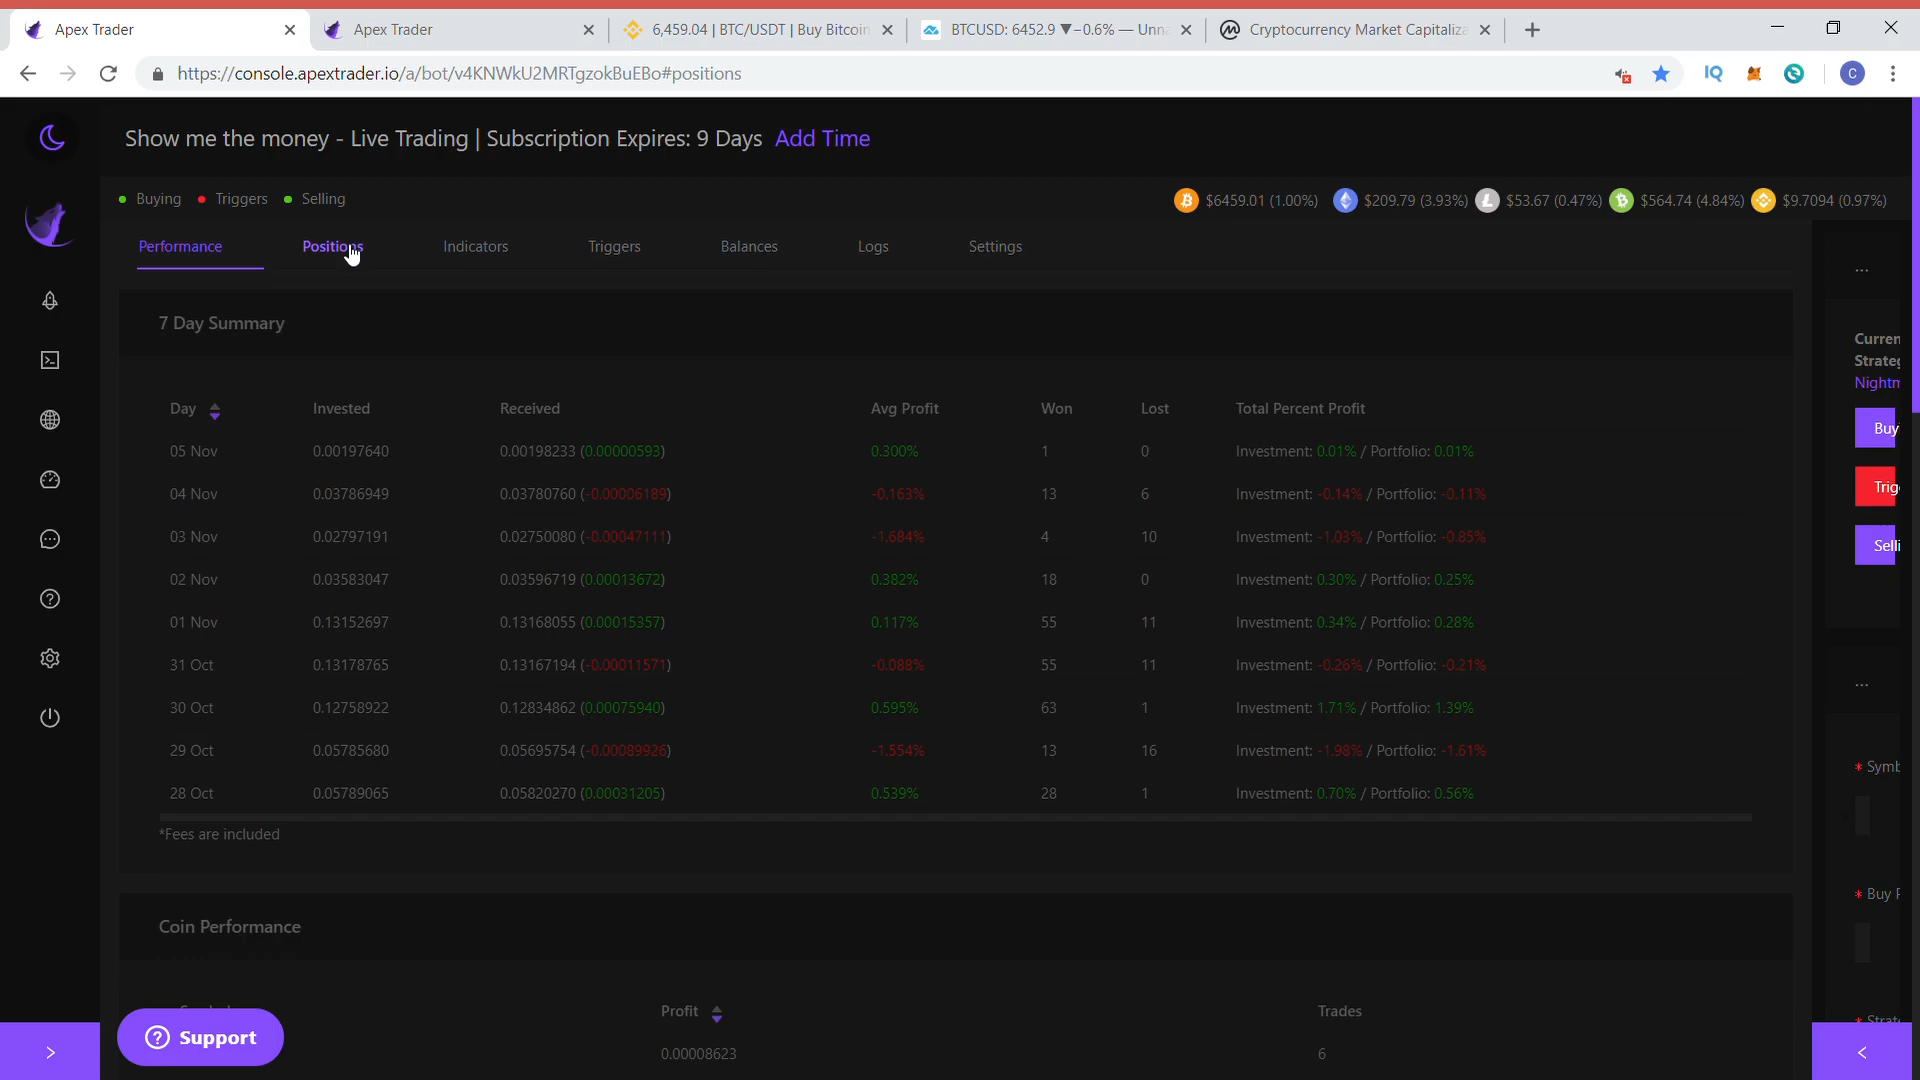 Apex Trader
Apex Trader
6,459.04 | BTC/USDT | Buy Bitcoin
BTCUSD: 6452.9 ▼−0.6% — Unna
Cryptocurrency Market Capitaliza
https://console.apextrader.io/a/bot/v4KNWkU2MRTgzokBuEBo#positions
IQ
C
Show me the money - Live Trading | Subscription Expires: 9 Days Add Time
Buying Triggers Selling
$6459.01 (1.00%) $209.79 (3.93%) $53.67 (0.47%) $564.74 (4.84%) $9.7094 (0.97%)
Performance Positions Indicators Triggers Balances Logs Settings
...
7 Day Summary
Curren
Strateg
Nightm
Buy
Trig
Selli
Day Invested Received Avg Profit Won Lost Total Percent Profit
05 Nov 0.00197640 0.00198233 (0.00000593) 0.300% 1 0 Investment: 0.01% / Portfolio: 0.01%
04 Nov 0.03786949 0.03780760 (-0.00006189) -0.163% 13 6 Investment: -0.14% / Portfolio: -0.11%
03 Nov 0.02797191 0.02750080 (-0.00047111) -1.684% 4 10 Investment: -1.03% / Portfolio: -0.85%
02 Nov 0.03583047 0.03596719 (0.00013672) 0.382% 18 0 Investment: 0.30% / Portfolio: 0.25%
01 Nov 0.13152697 0.13168055 (0.00015357) 0.117% 55 11 Investment: 0.34% / Portfolio: 0.28%
31 Oct 0.13178765 0.13167194 (-0.00011571) -0.088% 55 11 Investment: -0.26% / Portfolio: -0.21%
30 Oct 0.12758922 0.12834862 (0.00075940) 0.595% 63 1 Investment: 1.71% / Portfolio: 1.39%
29 Oct 0.05785680 0.05695754 (-0.00089926) -1.554% 13 16 Investment: -1.98% / Portfolio: -1.61%
28 Oct 0.05789065 0.05820270 (0.00031205) 0.539% 28 1 Investment: 0.70% / Portfolio: 0.56%
*Fees are included
...
* Symb
* Buy P
* Strat
Coin Performance
Profit Trades
0.00008623 6
Support